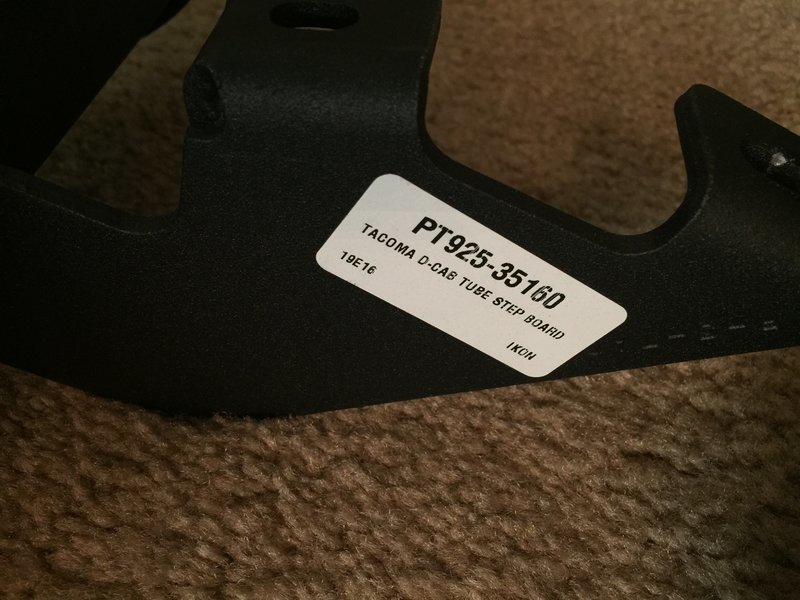 PT925-35160
TACOMA D-CAB TUBE STEP BOARD
19E16
IKON